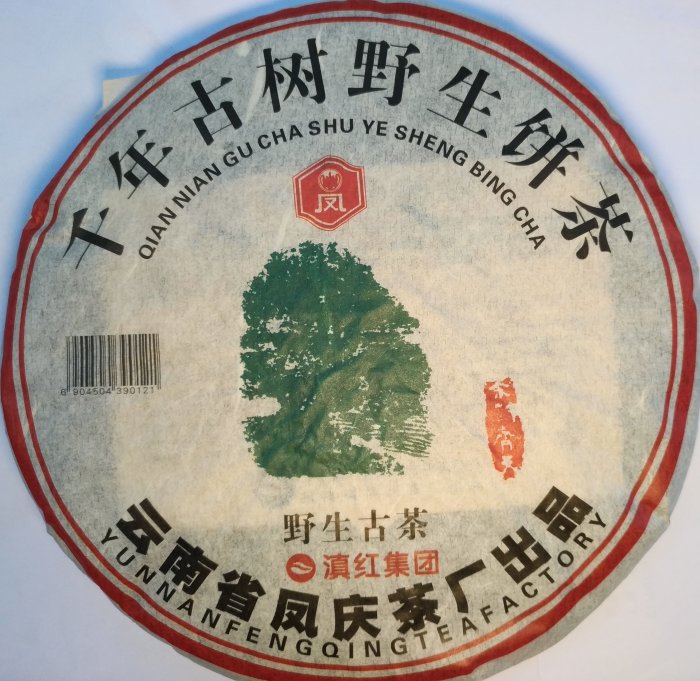 千年古树野生饼茶
QIAN NIAN GU CHA SHU YE SHENG BING CHA
凤
6 904504 390121
野生古茶
滇红集团
云南省凤庆茶厂出品
YUNNANFENGQINGTEAFACTORY